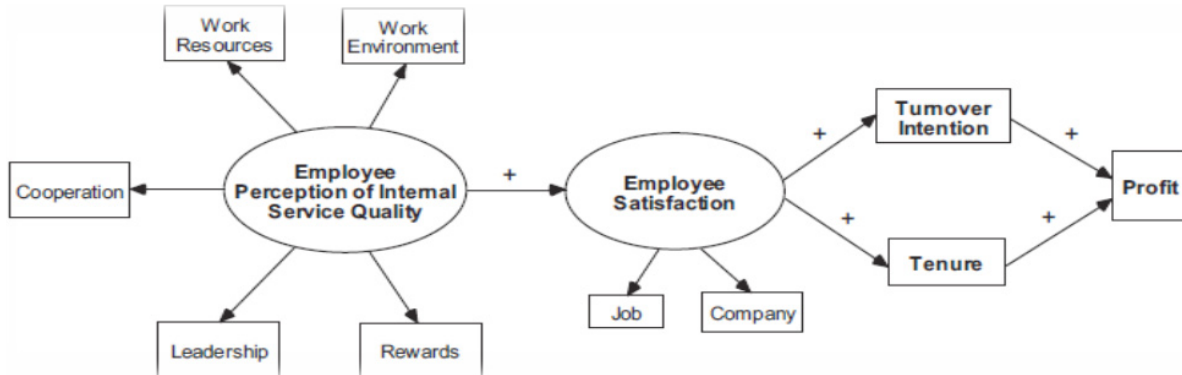 Work
Resources
Work
Environment
Cooperation
Employee
Perception of Internal
Service Quality
+
Employee
Satisfaction
+
Turnover
Intention
+
Profit
+
Tenure
+
Leadership
Rewards
Job
Company